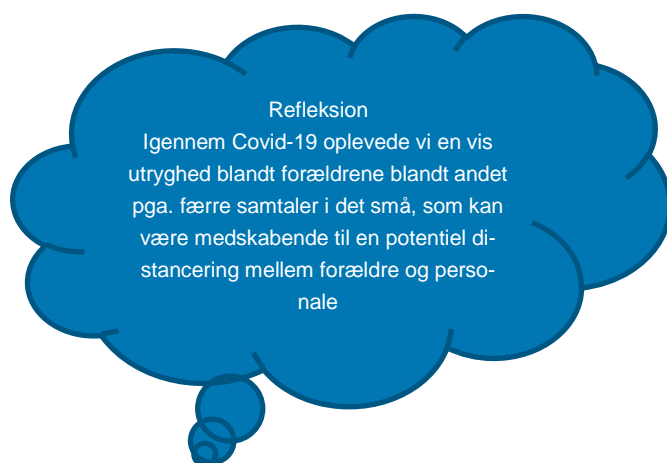 Refleksion
Igennem Covid-19 oplevede vi en vis
utryghed blandt forældrene blandt andet
pga. færre samtaler i det små, som kan
være medskabende til en potentiel di-
stancering mellem forældre og perso-
nale